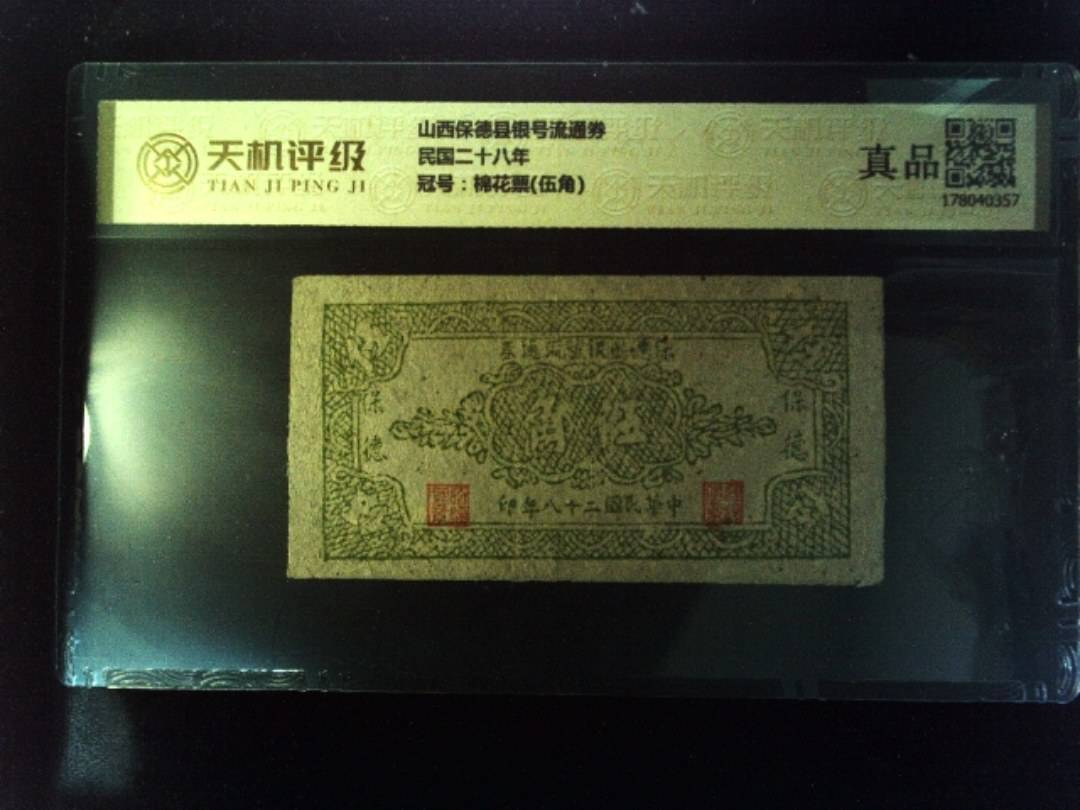 天机评级
TIAN JI PING JI
山西保德县银号流通券
民国二十八年
冠号：棉花票(伍角)
真品
178040357
保德
保德
伍
印年八十二國民華中